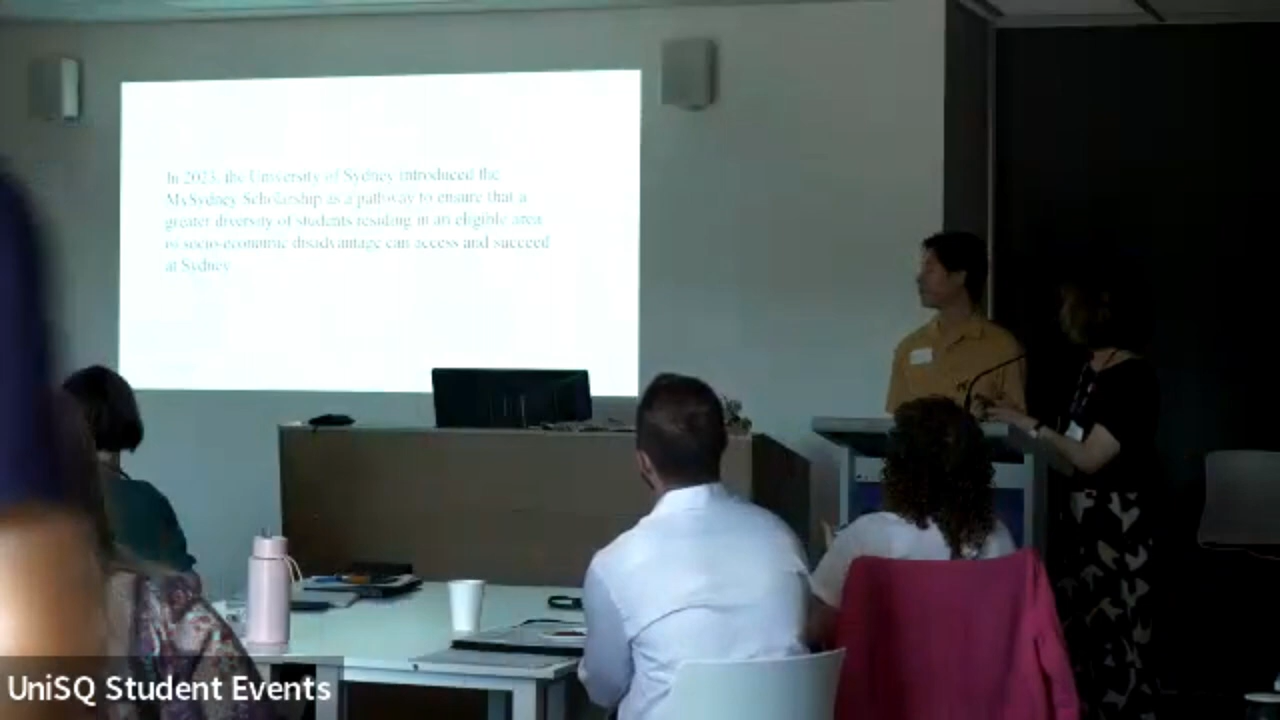 In 2023, the University of Sydney introduced the
MySydney Scholarship as a pathway to ensure that a
greater diversity of students residing in an eligible area
of socio-economic disadvantage can access and succeed
at Sydney.
UniSQ Student Events